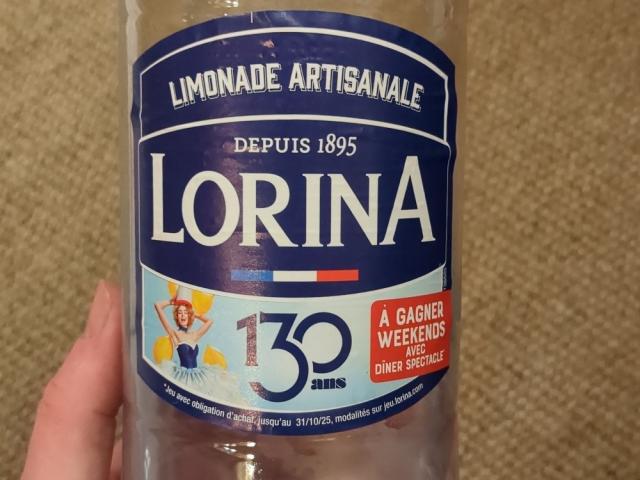 LIMONADE ARTISANALE
DEPUIS 1895
LORINA
130
ans
À GAGNER
WEEKENDS
AVEC
DÎNER SPECTACLE*
*Jeu avec obligation d'achat, jusqu'au 31/10/25, modalités sur jeu.lorina.com